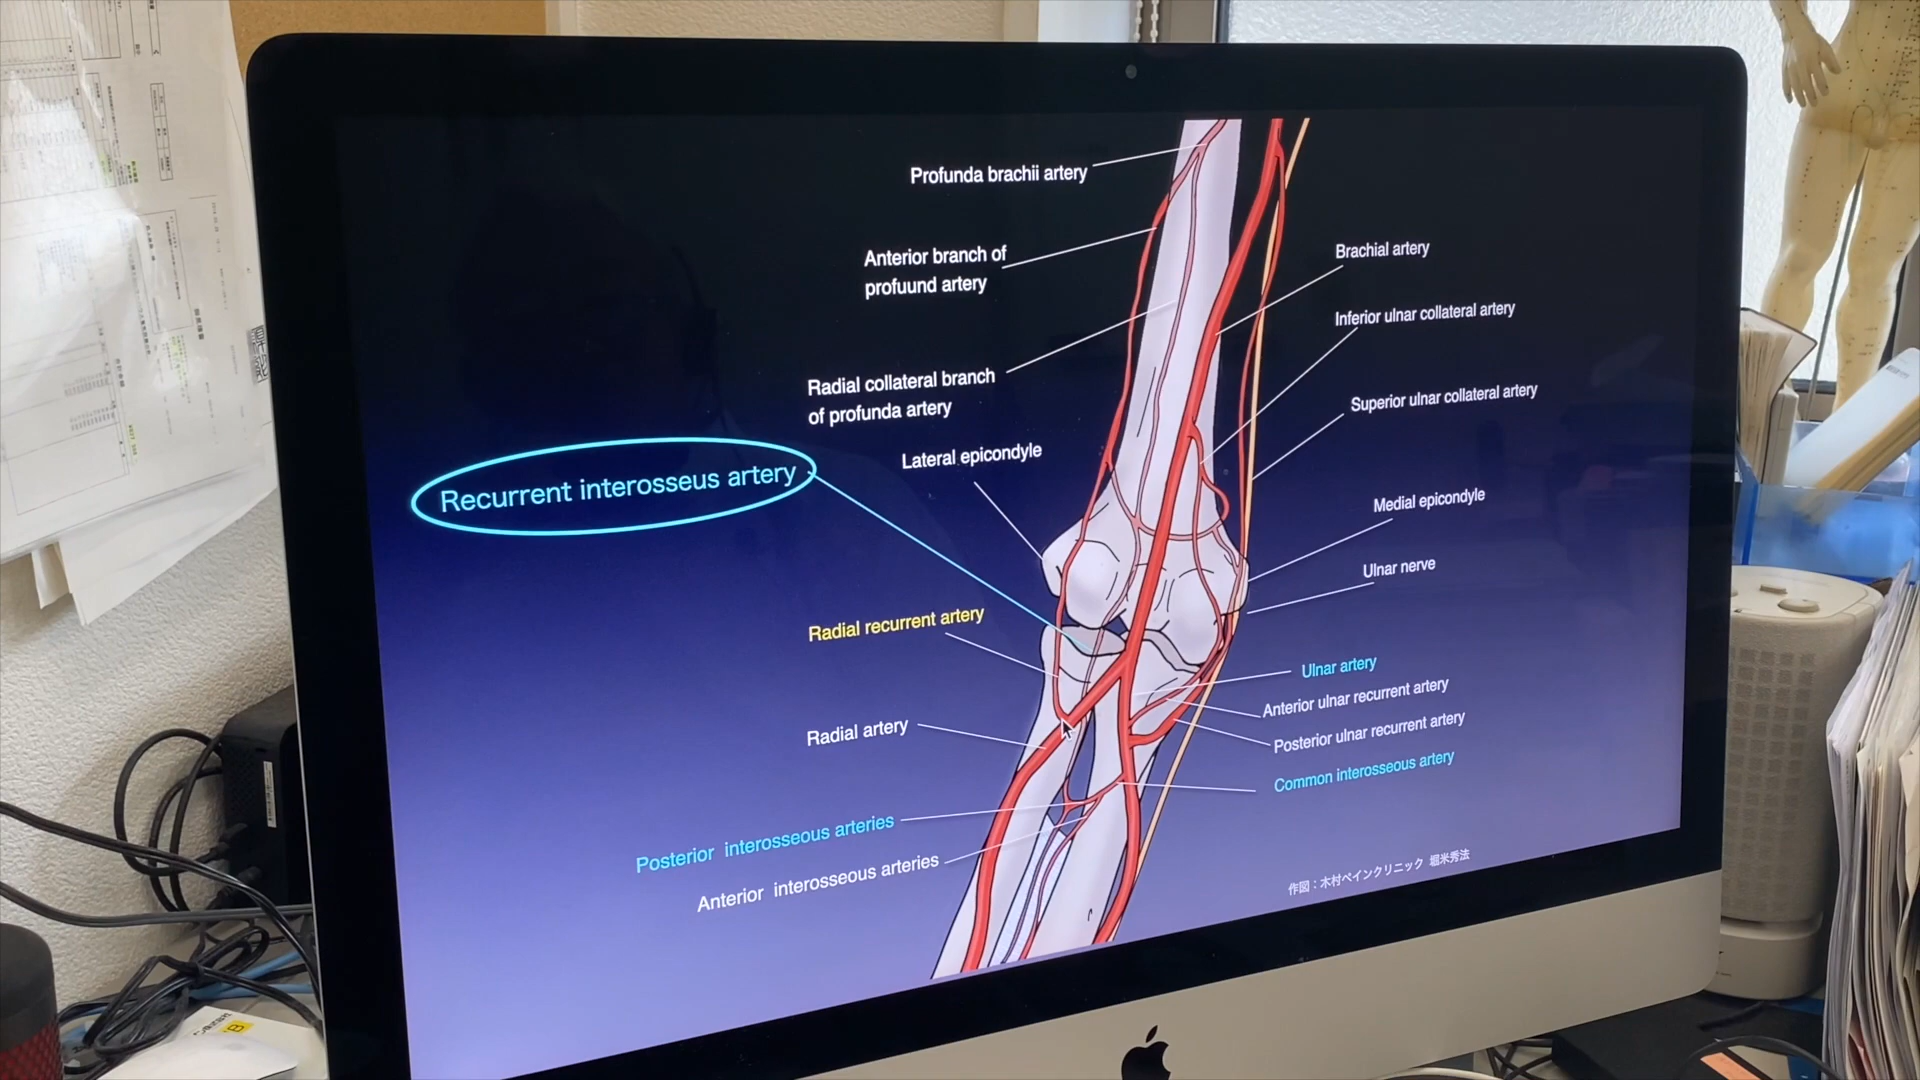 Profunda brachii artery
Anterior branch of
profuund artery
Brachial artery
Inferior ulnar collateral artery
Radial collateral branch
of profunda artery
Superior ulnar collateral artery
Lateral epicondyle
Recurrent interosseus artery
Medial epicondyle
Ulnar nerve
Radial recurrent artery
Ulnar artery
Anterior ulnar recurrent artery
Radial artery
Posterior ulnar recurrent artery
Common interosseous artery
Posterior interosseous arteries
Anterior interosseous arteries
作図：木村ペインクリニック 堀米秀法